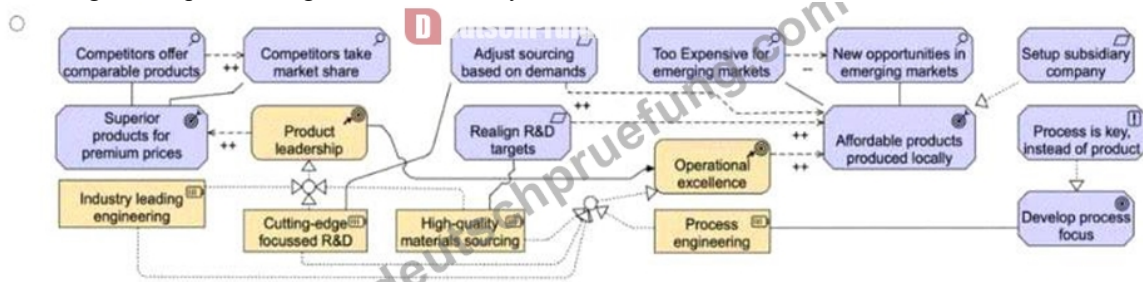 Competitors offer
comparable products
++
Competitors take
market share
Adjust sourcing
based on demands
Too Expensive for
emerging markets
--
New opportunities in
emerging markets
Setup subsidiary
company
Superior
products for
premium prices
++
Product
leadership
Realign R&D
targets
++
++
Affordable products
produced locally
Process is key,
instead of product
Operational
excellence
++
Industry leading
engineering
Cutting-edge
focussed R&D
High-quality
materials sourcing
Process
engineering
Develop process
focus
deutschpruefung.com